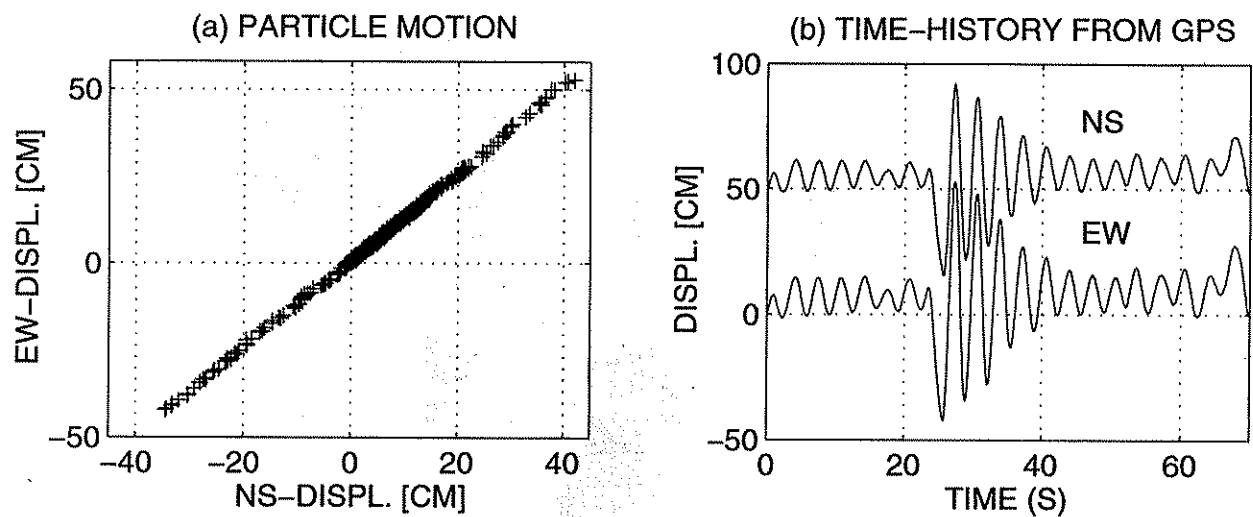 (a) PARTICLE MOTION
EW-DISPL. [CM]
50
0
-50
-40
-20
0
20
40
NS-DISPL. [CM]
(b) TIME-HISTORY FROM GPS
DISPL. [CM]
100
50
0
-50
NS
EW
0
20
40
60
TIME (S)